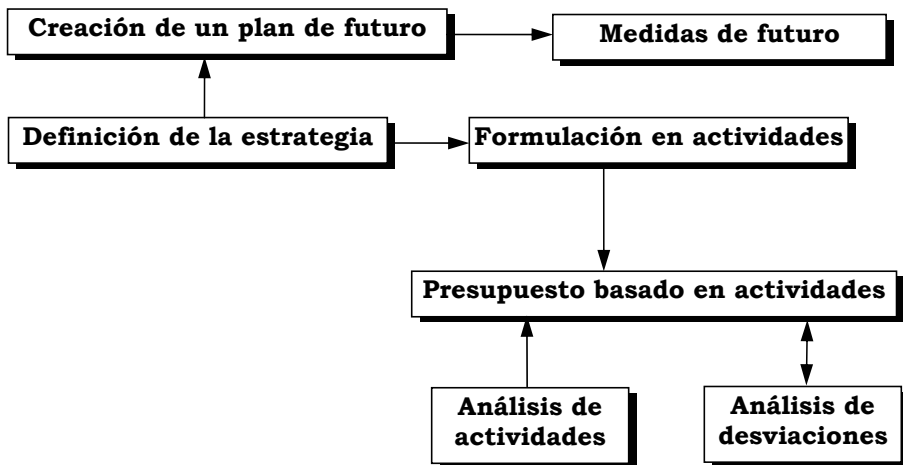 Creación de un plan de futuro
Medidas de futuro
Definición de la estrategia
Formulación en actividades
Presupuesto basado en actividades
Análisis de
actividades
Análisis de
desviaciones